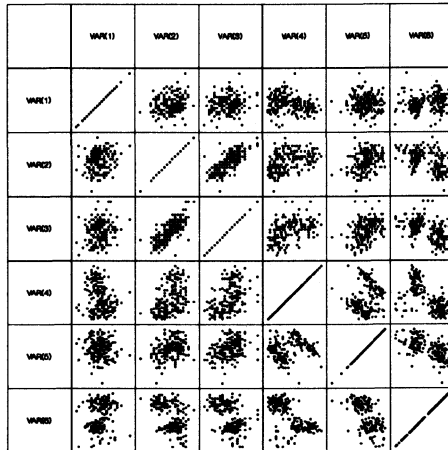 VAR(1) VAR(2) VAR(3) VAR(4) VAR(5) VAR(6)
VAR(1)
VAR(2)
VAR(3)
VAR(4)
VAR(5)
VAR(6)